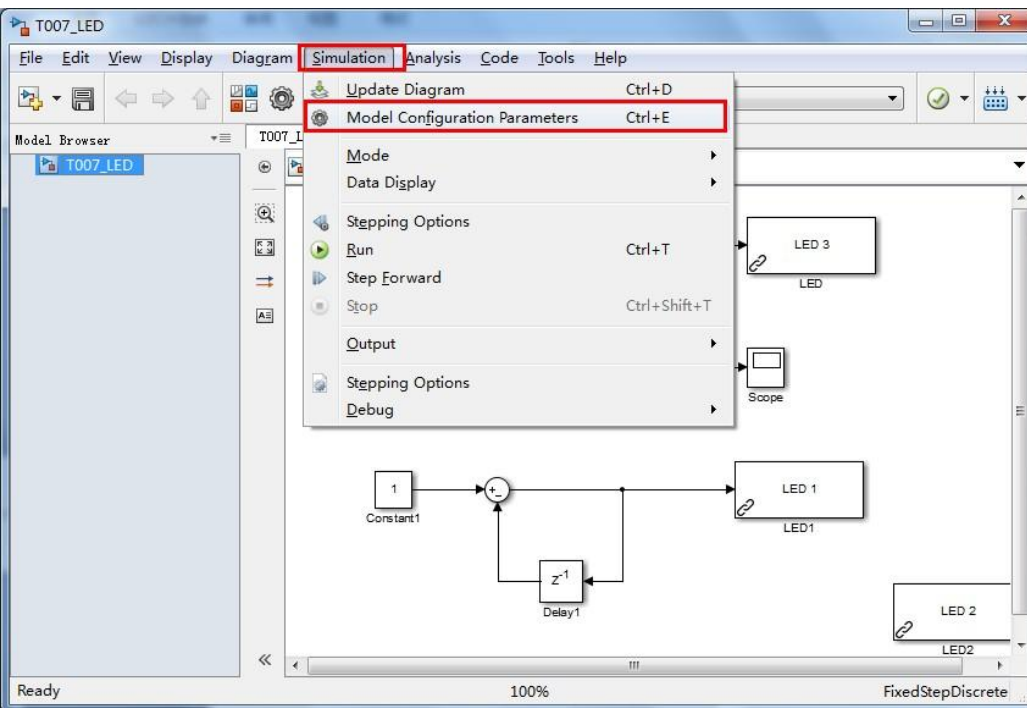 T007_LED
File Edit View Display Diagram Simulation Analysis Code Tools Help
Update Diagram Ctrl+D
Model Configuration Parameters Ctrl+E
Mode
Data Display
Stepping Options
Run Ctrl+T
Step Forward
Stop Ctrl+Shift+T
Output
Stepping Options
Debug
Model Browser
T007_L
T007_LED
LED 3
LED
Scope
1
Constant1
+_
LED 1
LED1
z-1
Delay1
LED 2
LED2
Ready 100% FixedStepDiscrete